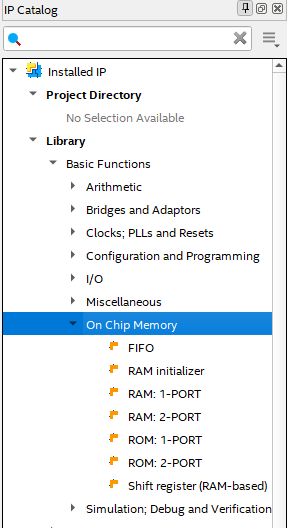 IP Catalog
Installed IP
Project Directory
No Selection Available
Library
Basic Functions
Arithmetic
Bridges and Adaptors
Clocks; PLLs and Resets
Configuration and Programming
I/O
Miscellaneous
On Chip Memory
FIFO
RAM initializer
RAM: 1-PORT
RAM: 2-PORT
ROM: 1-PORT
ROM: 2-PORT
Shift register (RAM-based)
Simulation; Debug and Verification